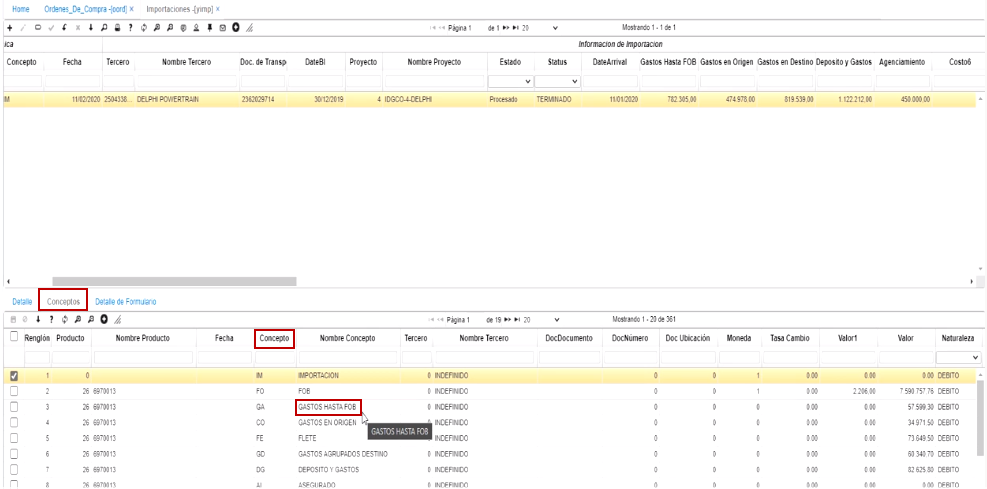 Home Ordenes_De_Compra -[oord] × Importaciones -[yimp] ×
Página 1 de 1 20 Mostrando 1 - 1 de 1
ica Informacion de Importacion
Concepto Fecha Tercero Nombre Tercero Doc. de Transp DateBl Proyecto Nombre Proyecto Estado Status DateArrival Gastos Hasta FOB Gastos en Origen Gastos en Destino Deposito y Gastos Agenciamiento Costo6
IM 11/02/2020 2504338... DELPHI POWERTRAIN 2362029714 30/12/2019 4 IDGCO-4-DELPHI Procesado TERMINADO 11/01/2020 782.305,00 474.978,00 819.539,00 1.122.212,00 450.000,00
Detalle Conceptos Detalle de Formulario
Página 1 de 19 20 Mostrando 1 - 20 de 361
Renglón Producto Nombre Producto Fecha Concepto Nombre Concepto Tercero Nombre Tercero DocDocumento DocNúmero Doc Ubicación Moneda Tasa Cambio Valor1 Valor Naturaleza
1 0 IM IMPORTACION 0 INDEFINIDO 0 0 1 0.00 0.00 0.00 DEBITO
2 26 6970013 FO FOB 0 INDEFINIDO 0 0 1 0.00 2.206,00 7.590.757.76 DEBITO
3 26 6970013 GA GASTOS HASTA FOB 0 INDEFINIDO 0 0 0 0.00 0.00 57.599.30 DEBITO
4 26 6970013 CO GASTOS EN ORIGEN 0 INDEFINIDO 0 0 0 0.00 0.00 34.971.50 DEBITO
GASTOS HASTA FOB
5 26 6970013 FE FLETE 0 INDEFINIDO 0 0 0 0.00 0.00 73.649.50 DEBITO
6 26 6970013 GD GASTOS AGRUPADOS DESTINO 0 INDEFINIDO 0 0 0 0.00 0.00 60.340.70 DEBITO
7 26 6970013 DG DEPOSITO Y GASTOS 0 INDEFINIDO 0 0 0 0.00 0.00 82.625.80 DEBITO
8 26 6970013 AI ASEGURADO 0 INDEFINIDO 0 0 0 0.00 0.00 0.00 DEBITO